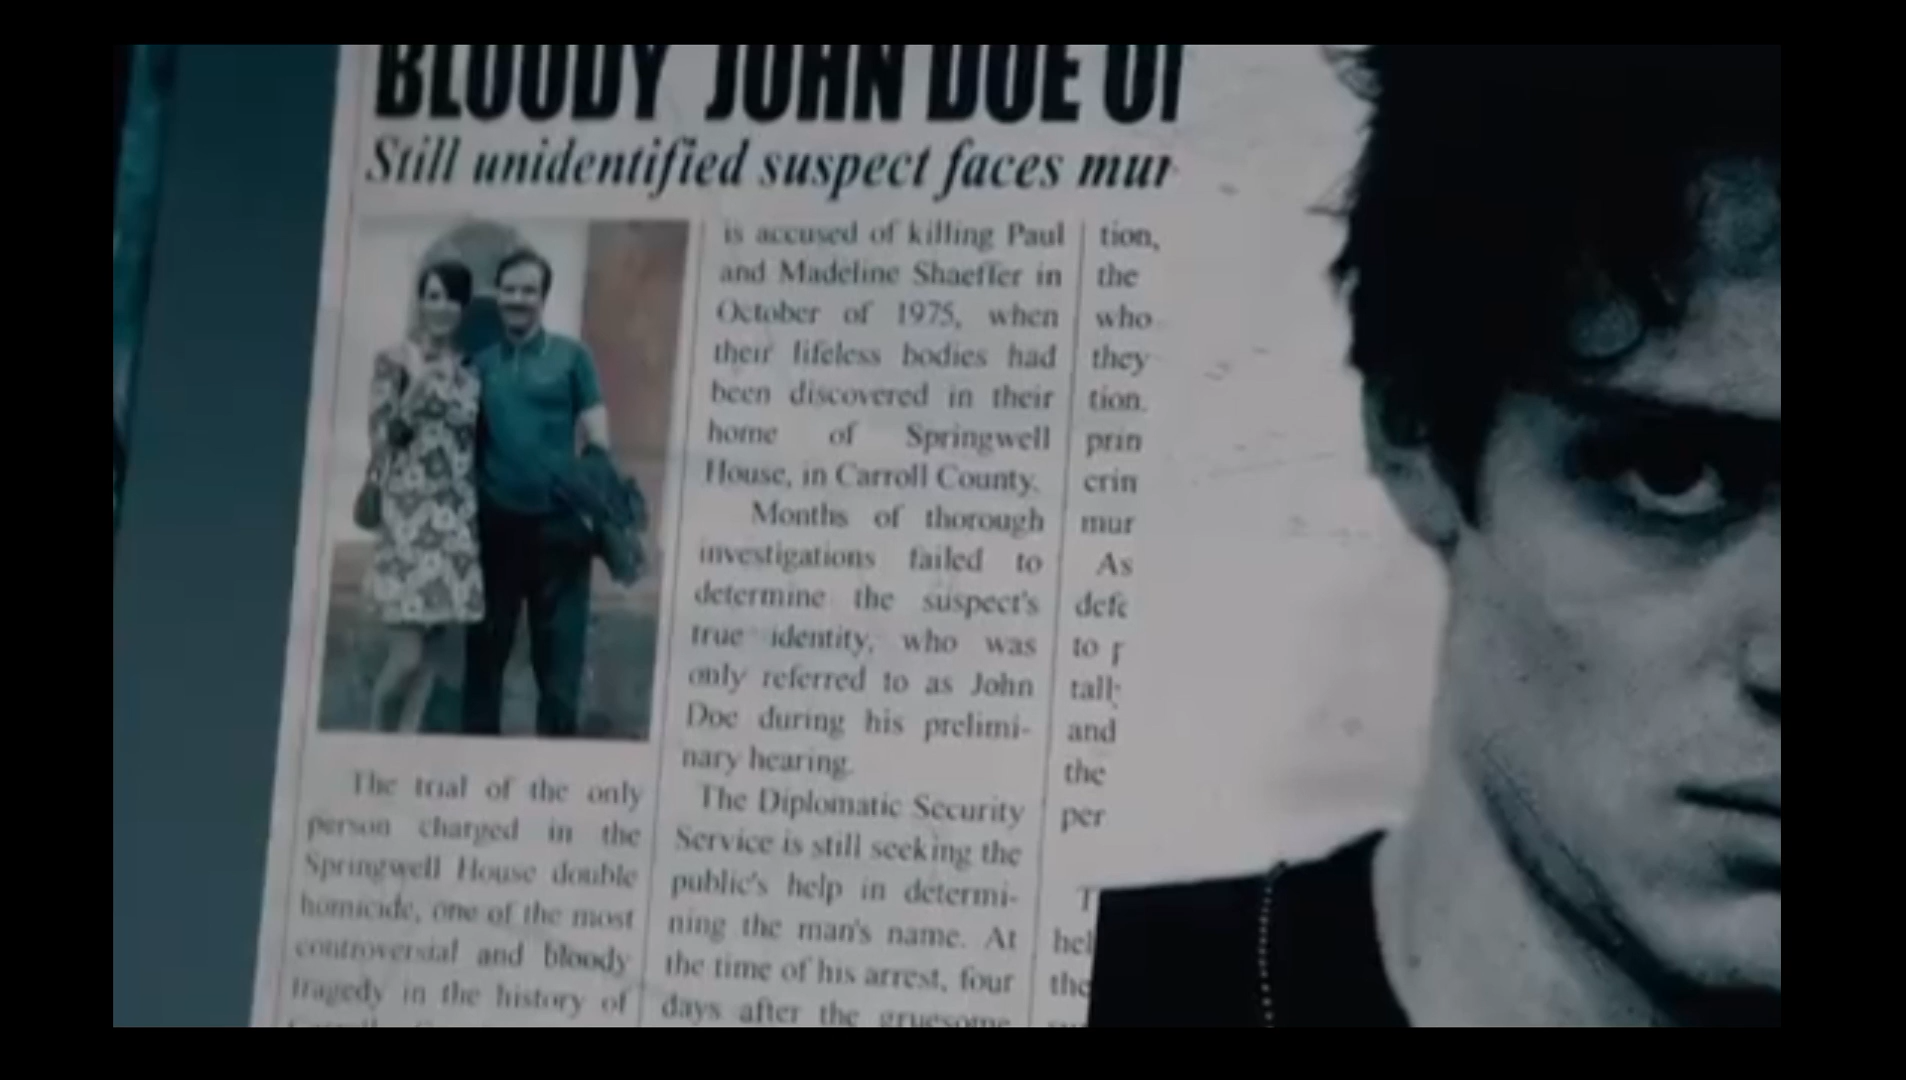 BLOODY JOHN DOE
Still unidentified suspect faces
The trial of the only
person charged in the
Springwell House double
homicide, one of the most
controversial and bloody
tragedy in the history of
is accused of killing Paul
and Madeline Shaeffer in
October of 1975, when
their lifeless bodies had
been discovered in their
home of Springwell
House, in Carroll County.
Months of thorough
investigations failed to
determine the suspect's
true identity, who was
only referred to as John
Doe during his prelimi-
nary hearing.
The Diplomatic Security
Service is still seeking the
public's help in determi-
ning the man's name. At
the time of his arrest, four
days after the gruesome
tion,
the
who
they
tion.
prin
crin
mur
As
to
and
the
per